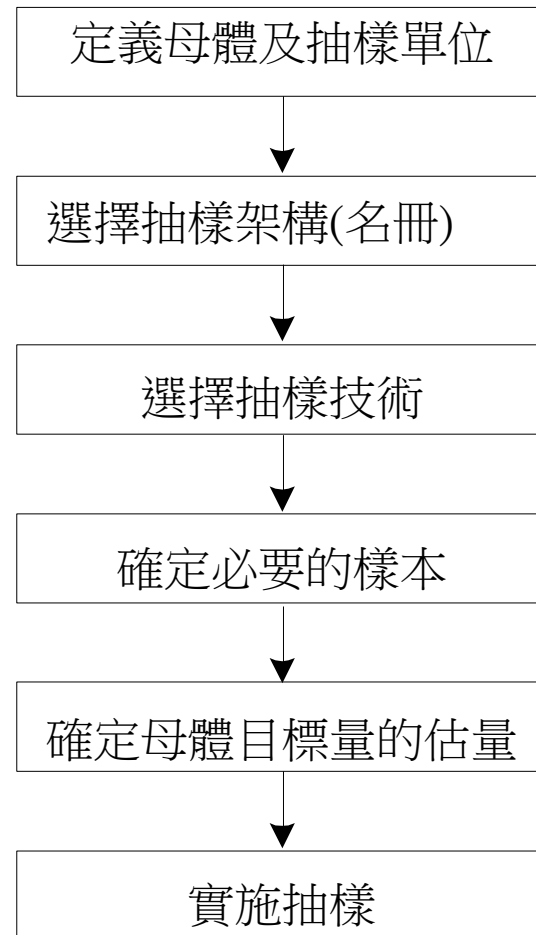 定義母體及抽樣單位
選擇抽樣架構(名冊)
選擇抽樣技術
確定必要的樣本
確定母體目標量的估量
實施抽樣